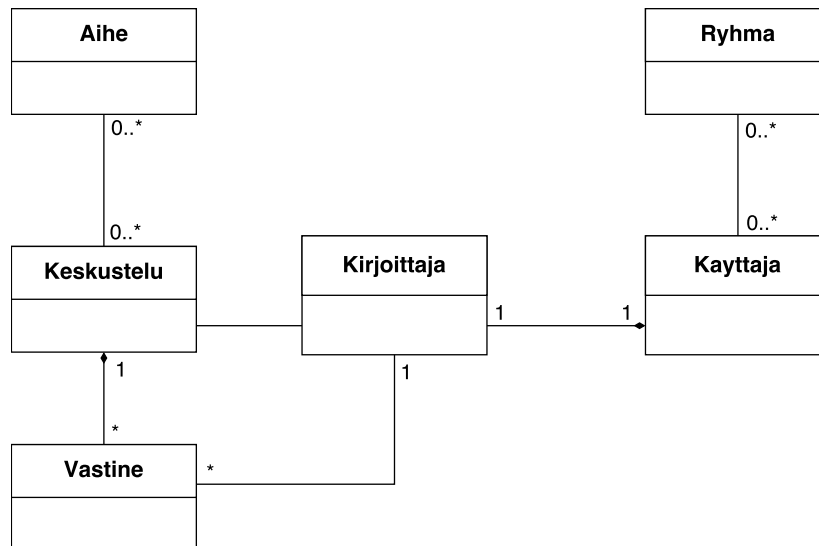 Aihe
Ryhma
0..*
0..*
0..*
0..*
Keskustelu
Kirjoittaja
Kayttaja
1
1
1
1
*
Vastine
*